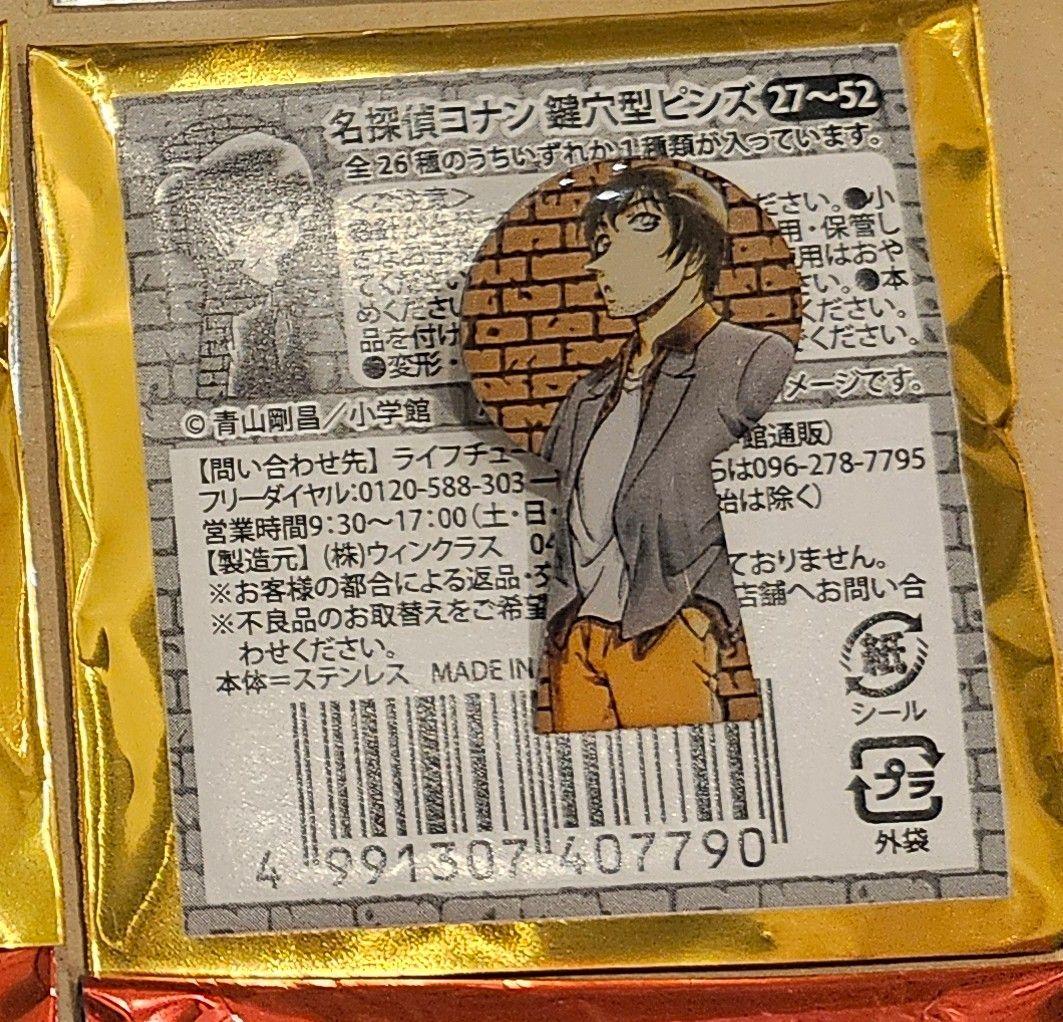 名探偵コナン 鍵穴型ピンズ 27〜52
全26種のうちいずれか1種類が入っています。
ださい。●小
用・保管し
用はおや
さい。●本
めくださ
ください。
品を付け
ください。
●変形・
メージです。
© 青山剛昌／小学館
【問い合わせ先】ライフチュー
館通販)
フリーダイヤル:0120-588-303
らは096-278-7795
営業時間9:30〜17:00(土・日・
始は除く)
【製造元】(株)ウィンクラス 04
※お客様の都合による返品・
ておりません。
※不良品のお取替えをご希望
店舗へお問い合
わせください。
本体=ステンレス MADE IN
紙
シール
プラ
外袋
4 991307 407790